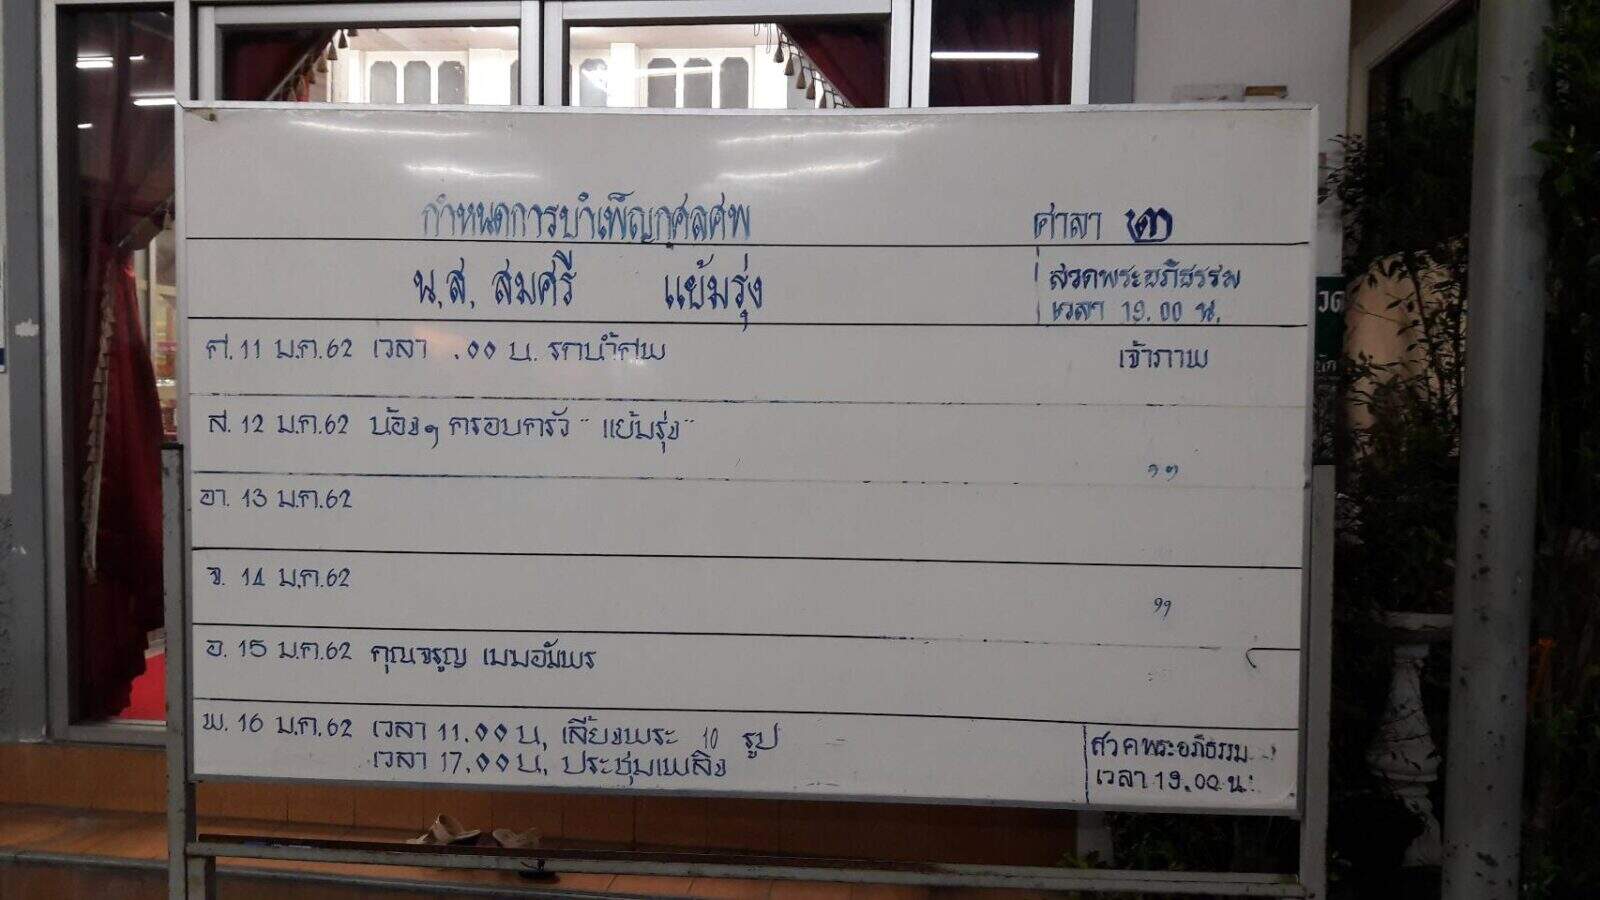 กำหนดการบำเพ็ญกุศลศพ ศาลา ๓
น.ส. สมศรี แย้มรุ่ง สวดพระอภิธรรม
เวลา 19.00 น.
ศ. 11 ม.ค. 62 เวลา .00 น. รดน้ำศพ เจ้าภาพ
ส. 12 ม.ค. 62 น้องๆ ครอบครัว " แย้มรุ่ง "
อา. 13 ม.ค. 62
จ. 14 ม.ค. 62 "
อ. 15 ม.ค. 62 คุณจรูญ เมษอัมพร
พ. 16 ม.ค. 62 เวลา 11.00 น. เลี้ยงพระ 10 รูป สวดพระอภิธรรม
เวลา 17.00 น. ประชุมเพลิง เวลา 19.00 น.